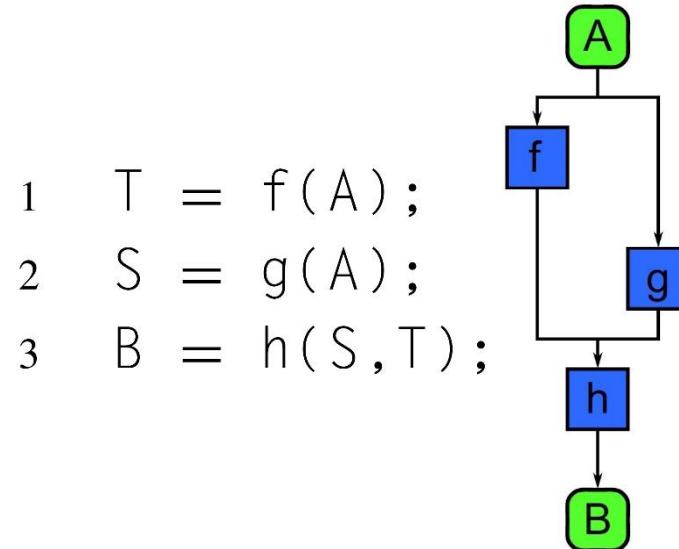 1 T = f(A);
2 S = g(A);
3 B = h(S,T);
A
f
g
h
B